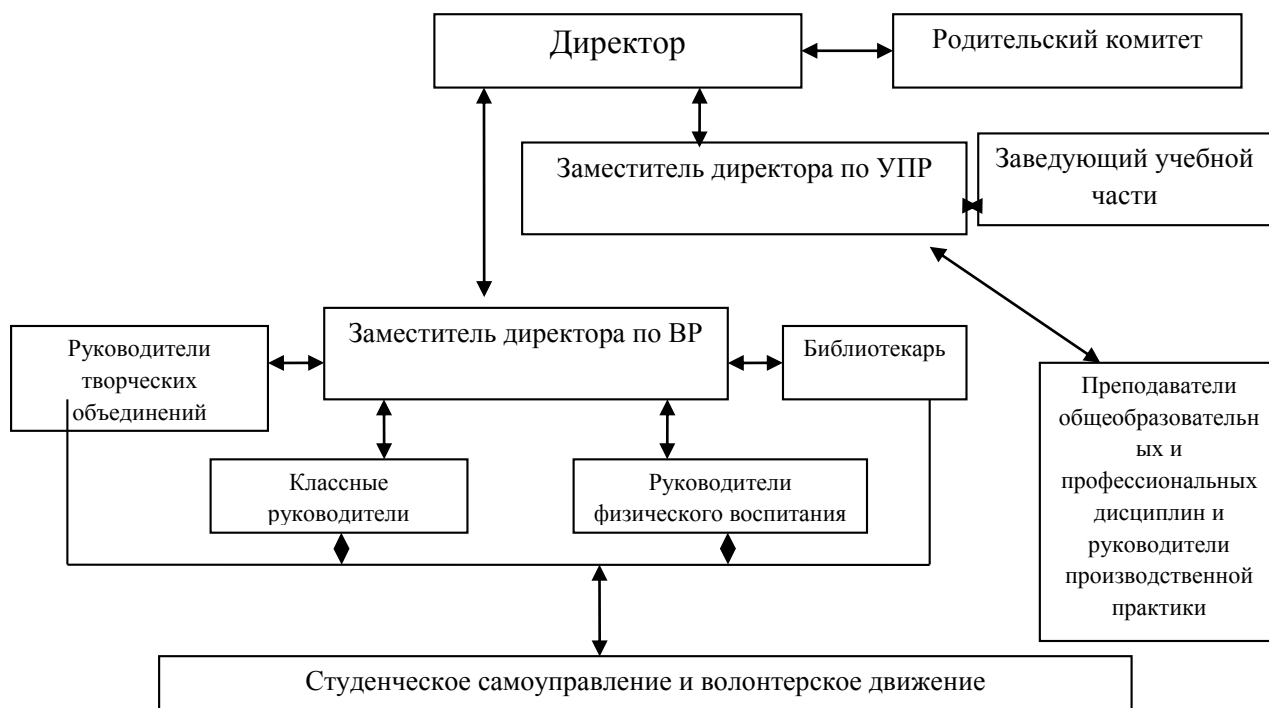 Директор
Родительский комитет
Заместитель директора по УПР
Заведующий учебной
части
Заместитель директора по ВР
Руководители
творческих
объединений
Библиотекарь
Преподаватели
общеобразовательн
ых и
профессиональных
дисциплин и
руководители
производственной
практики
Классные
руководители
Руководители
физического воспитания
Студенческое самоуправление и волонтерское движение